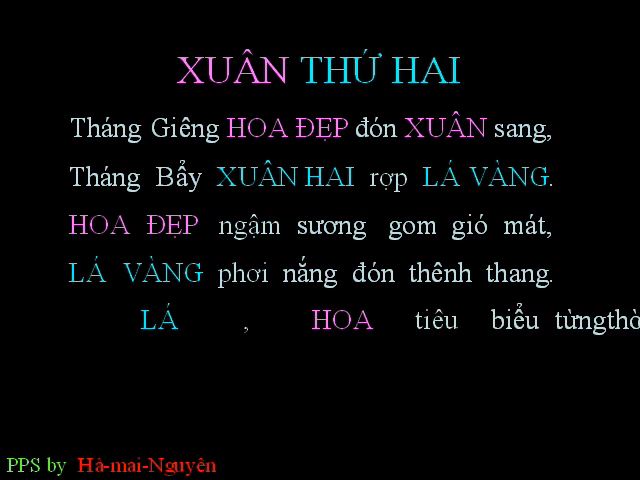 XUÂN THỨ HAI
Tháng Giêng HOA ĐẸP đón XUÂN sang,
Tháng Bẩy XUÂN HAI rợp LÁ VÀNG.
HOA ĐẸP ngậm sương gom gió mát,
LÁ VÀNG phơi nắng đón thênh thang.
LÁ , HOA tiêu biểu từngthờ
PPS by Hà-mai-Nguyên